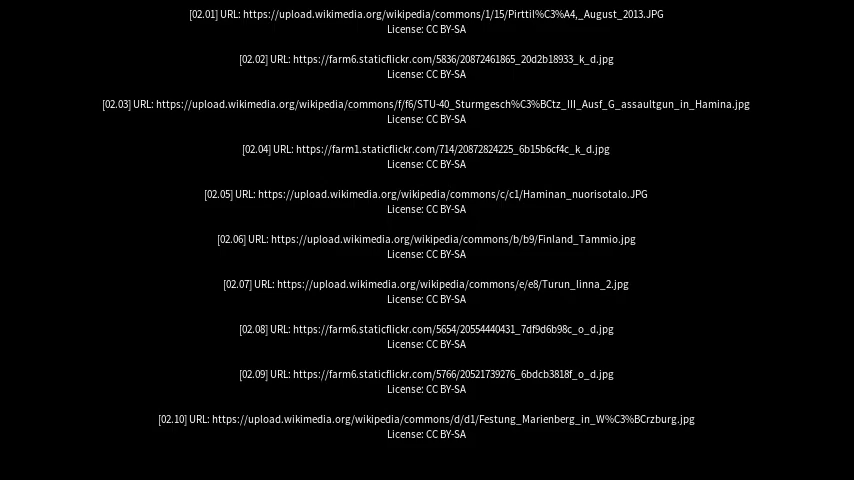 [02.01] URL: https://upload.wikimedia.org/wikipedia/commons/1/15/Pirttil%C3%A4,_August_2013.JPG
License: CC BY-SA
[02.02] URL: https://farm6.staticflickr.com/5836/20872461865_20d2b18933_k_d.jpg
License: CC BY-SA
[02.03] URL: https://upload.wikimedia.org/wikipedia/commons/f/f6/STU-40_Sturmgesch%C3%BCtz_III_Ausf_G_assaultgun_in_Hamina.jpg
License: CC BY-SA
[02.04] URL: https://farm1.staticflickr.com/714/20872824225_6b15b6cf4c_k_d.jpg
License: CC BY-SA
[02.05] URL: https://upload.wikimedia.org/wikipedia/commons/c/c1/Haminan_nuorisotalo.JPG
License: CC BY-SA
[02.06] URL: https://upload.wikimedia.org/wikipedia/commons/b/b9/Finland_Tammio.jpg
License: CC BY-SA
[02.07] URL: https://upload.wikimedia.org/wikipedia/commons/e/e8/Turun_linna_2.jpg
License: CC BY-SA
[02.08] URL: https://farm6.staticflickr.com/5654/20554440431_7df9d6b98c_o_d.jpg
License: CC BY-SA
[02.09] URL: https://farm6.staticflickr.com/5766/20521739276_6bdcb3818f_o_d.jpg
License: CC BY-SA
[02.10] URL: https://upload.wikimedia.org/wikipedia/commons/d/d1/Festung_Marienberg_in_W%C3%BCrzburg.jpg
License: CC BY-SA